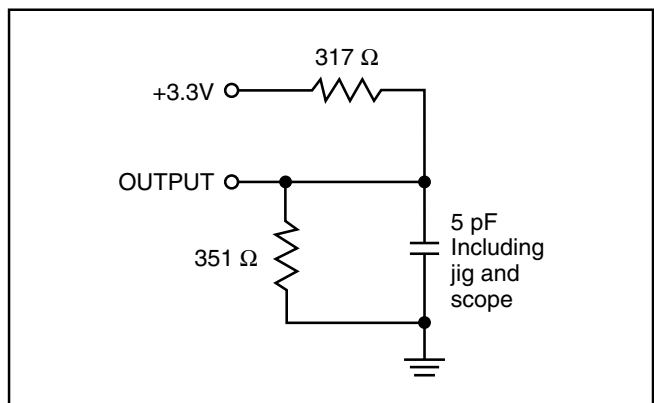 317 Ω
+3.3V
OUTPUT
351 Ω
5 pF
Including
jig and
scope